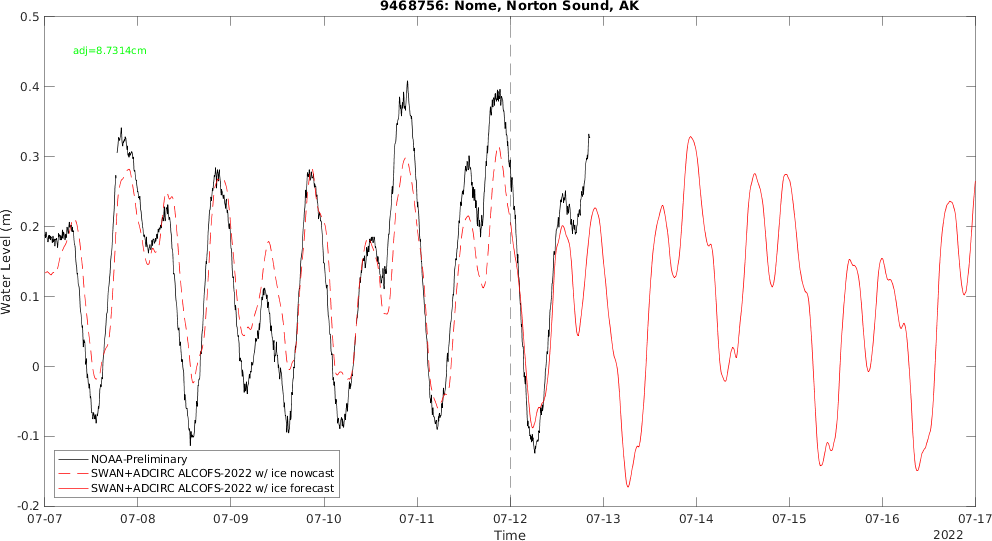 9468756: Nome, Norton Sound, AK
adj=8.7314cm
0.5
0.4
0.3
0.2
0.1
0
-0.1
-0.2
Water Level (m)
NOAA-Preliminary
SWAN+ADCIRC ALCOFS-2022 w/ ice nowcast
SWAN+ADCIRC ALCOFS-2022 w/ ice forecast
07-07 07-08 07-09 07-10 07-11 07-12 07-13 07-14 07-15 07-16 07-17
Time
2022